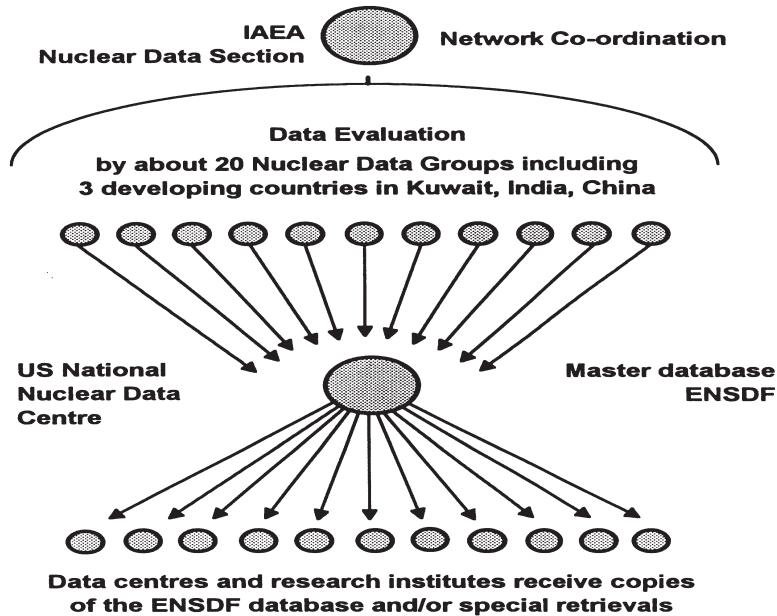 IAEA
Nuclear Data Section
Network Co-ordination
Data Evaluation
by about 20 Nuclear Data Groups including
3 developing countries in Kuwait, India, China
US National
Nuclear Data
Centre
Master database
ENSDF
Data centres and research institutes receive copies
of the ENSDF database and/or special retrievals